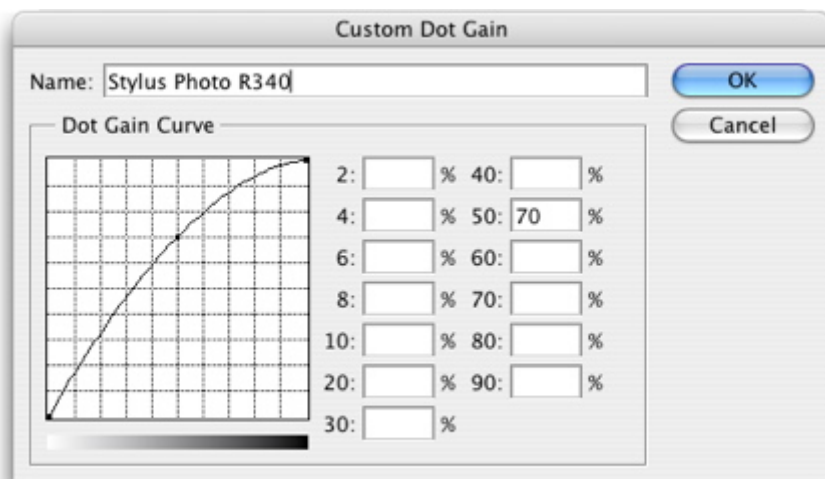 Custom Dot Gain
Name: Stylus Photo R340
OK
Cancel
Dot Gain Curve
2: % 40: %
4: % 50: 70 %
6: % 60: %
8: % 70: %
10: % 80: %
20: % 90: %
30: %